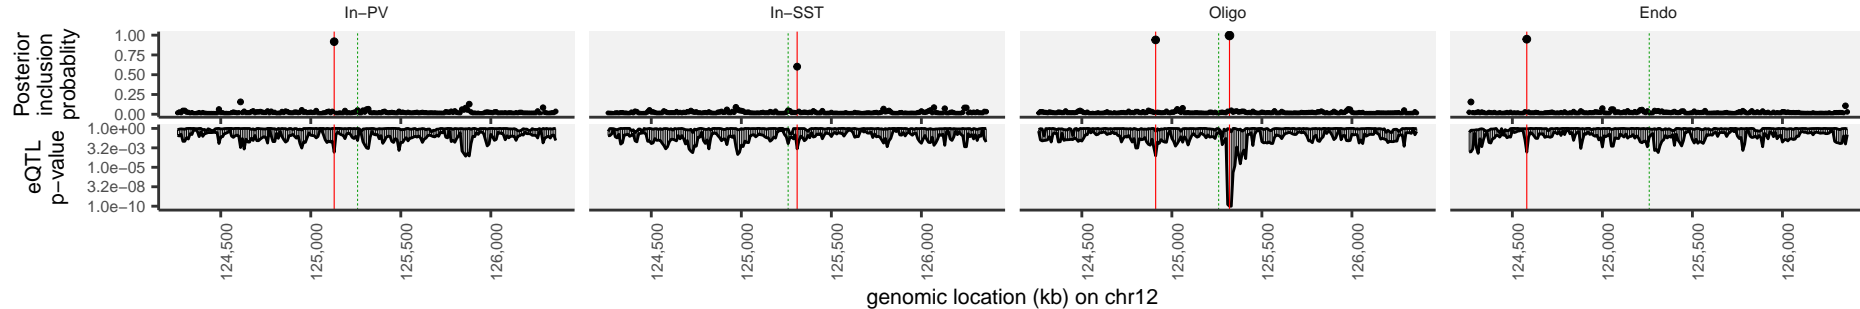 In−PV
In−SST
Oligo
Endo
Posterior
inclusion
probablity
1.00
0.75
0.50
0.25
0.00
eQTL
p−value
1.0e+00
3.2e−03
1.0e−05
3.2e−08
1.0e−10
124,500
125,000
125,500
126,000
124,500
125,000
125,500
126,000
124,500
125,000
125,500
126,000
124,500
125,000
125,500
126,000
genomic location (kb) on chr12